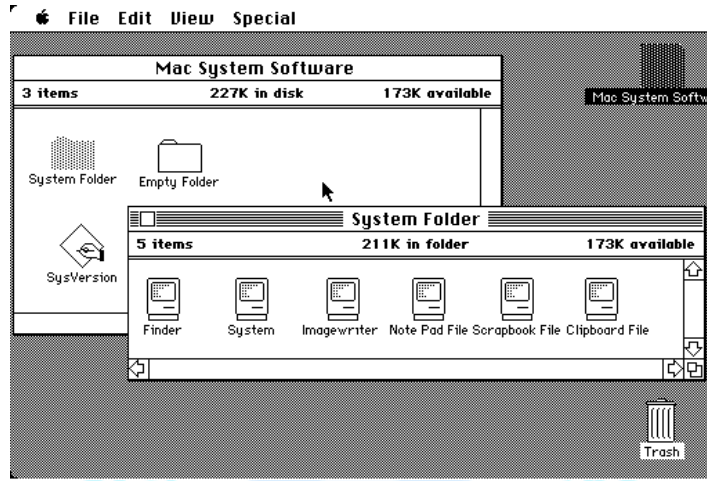 File Edit View Special
Mac System Software
3 items 227K in disk 173K available
Mac System Softw
System Folder Empty Folder
SysVersion
System Folder
5 items 211K in folder 173K available
Finder System Imagewriter Note Pad File Scrapbook File Clipboard File
Trash